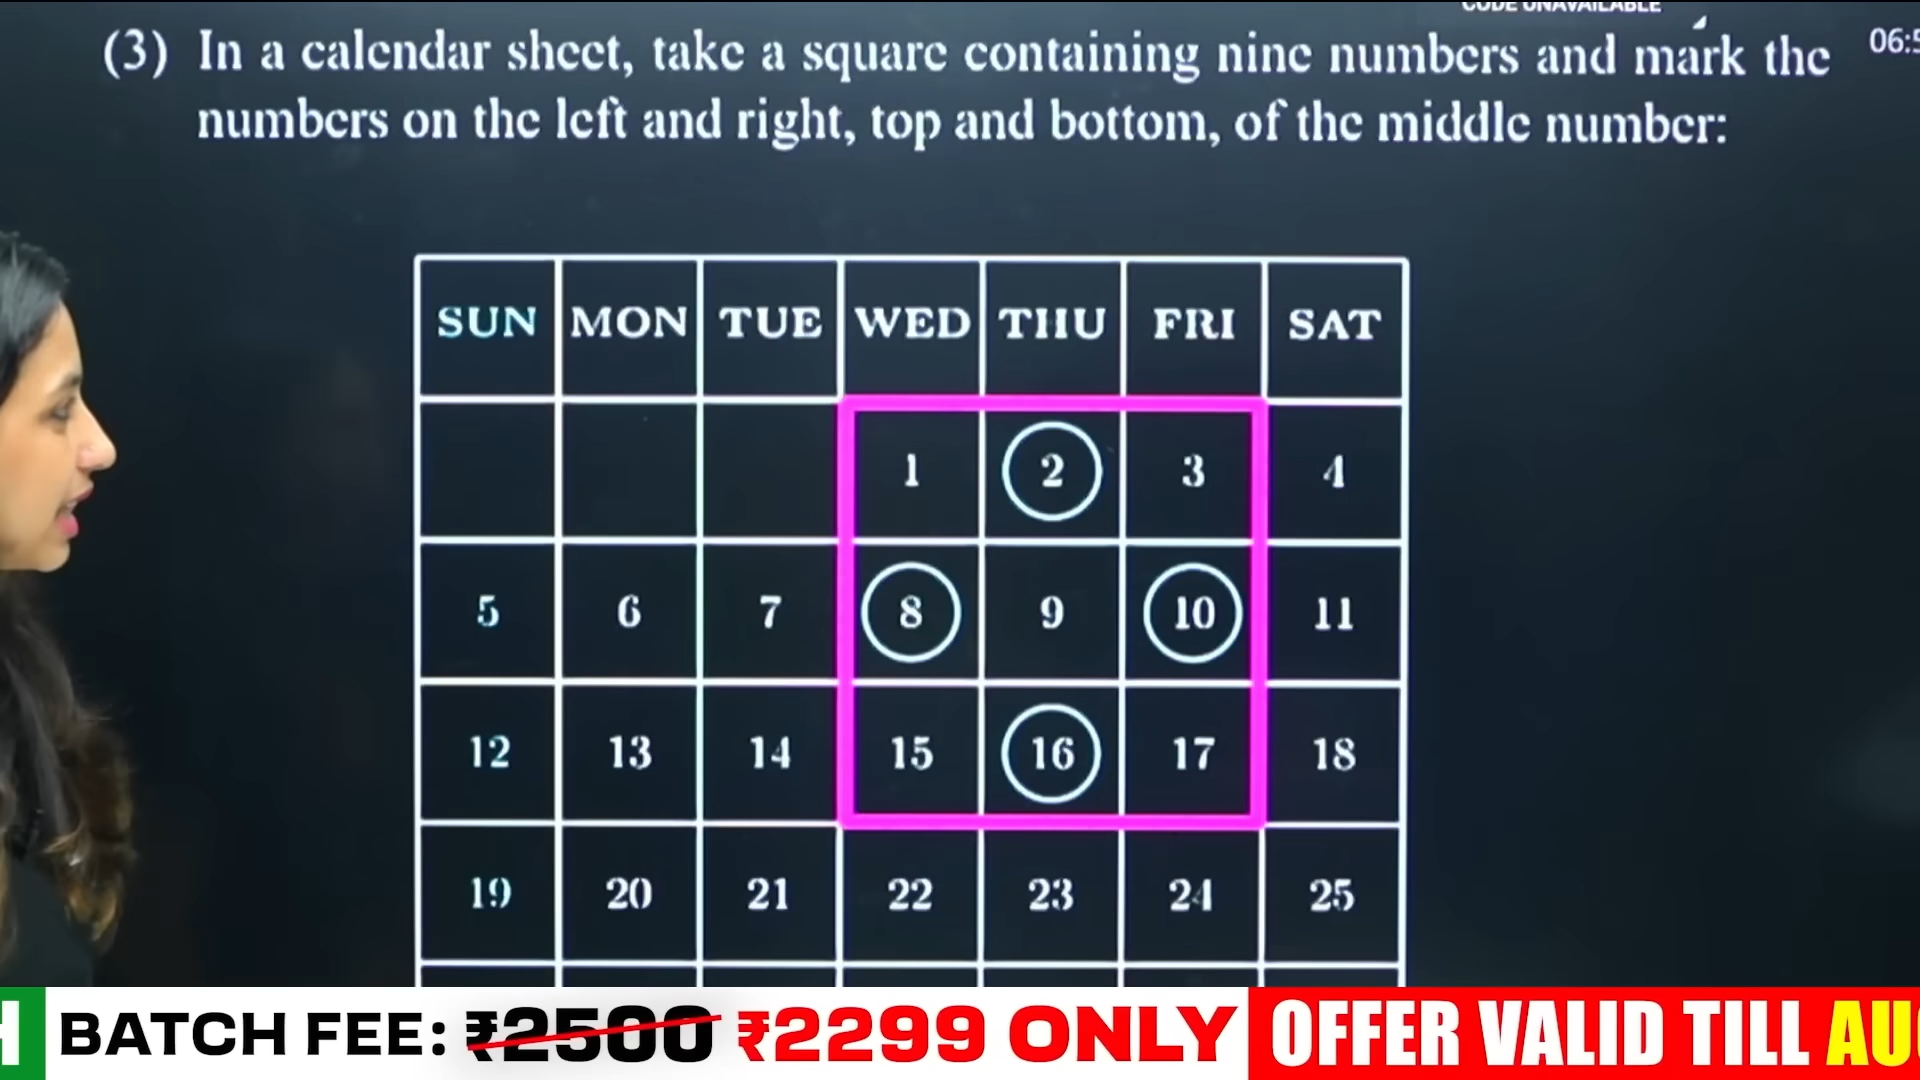 CODE UNAVAILABLE
(3) In a calendar sheet, take a square containing nine numbers and mark the
numbers on the left and right, top and bottom, of the middle number:
SUN MON TUE WED THU FRI SAT
1 2 3 4
5 6 7 8 9 10 11
12 13 14 15 16 17 18
19 20 21 22 23 24 25
BATCH FEE: ₹2500 ₹2299 ONLY OFFER VALID TILL